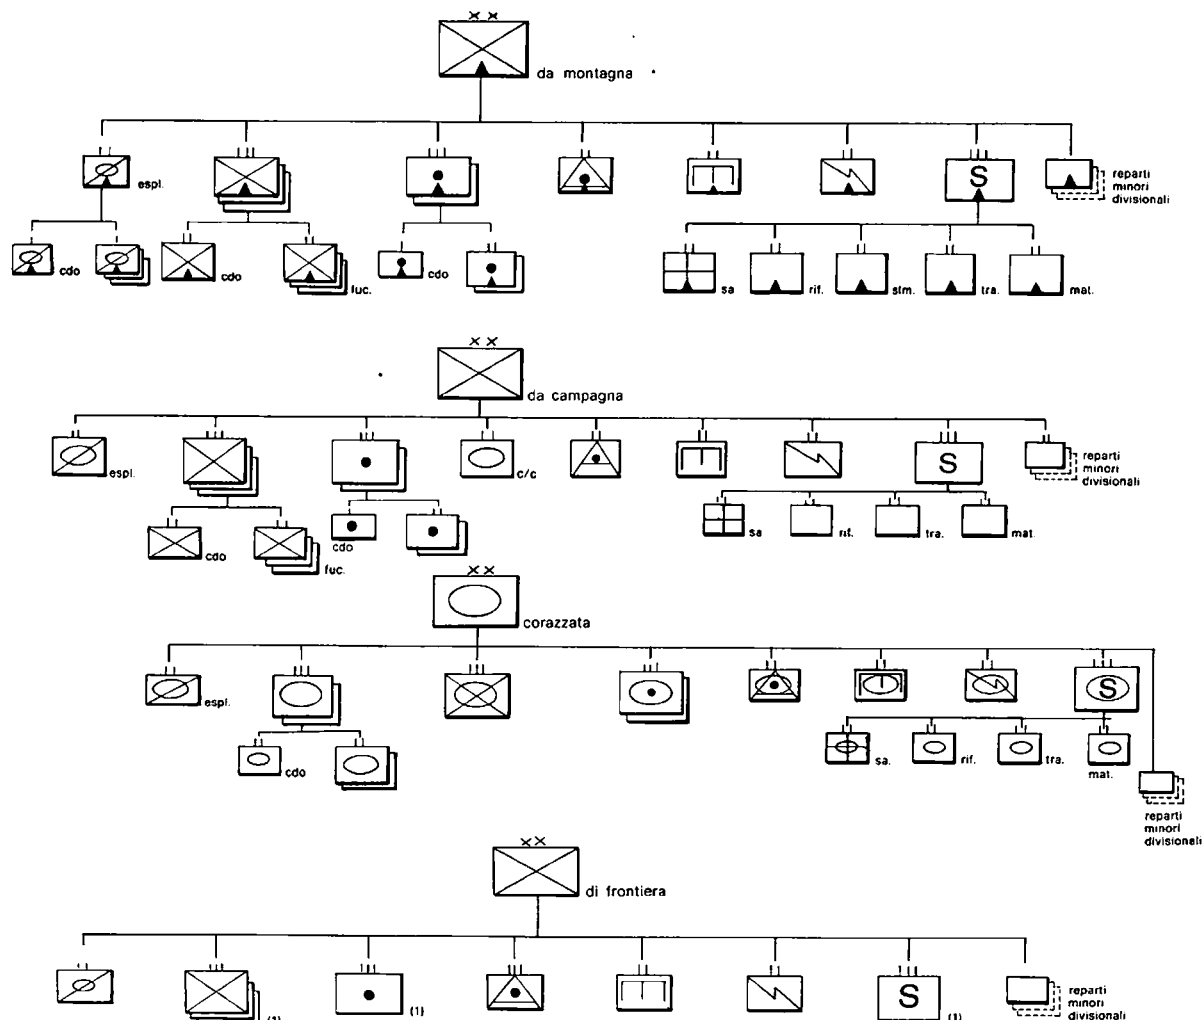 da montagna
espl.
S
reparti
minori
divisionali
cdo
cdo
fuc.
cdo
sa
rif.
stm.
tra.
mat.
da campagna
espl.
c/c
S
reparti
minori
divisionali
cdo
fuc.
cdo
sa
rif.
tra.
mat.
corazzata
espl.
S
cdo
sa.
rif.
tra.
mat.
reparti
minori
divisionali
di frontiera
(1)
(1)
S
(1)
reparti
minori
divisionali